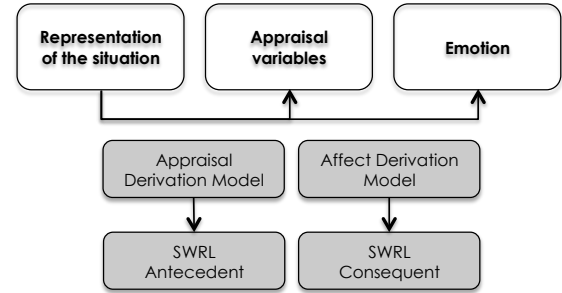 Representation
of the situation
Appraisal
variables
Emotion
Appraisal
Derivation Model
Affect Derivation
Model
SWRL
Antecedent
SWRL
Consequent